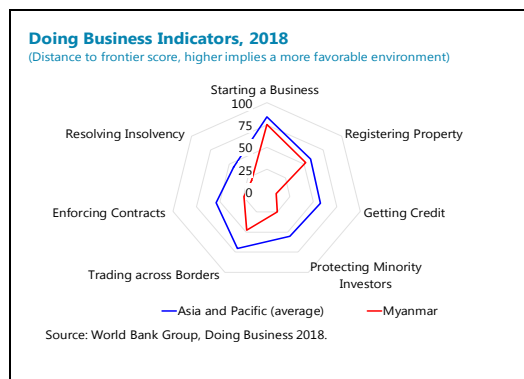 Doing Business Indicators, 2018
(Distance to frontier score, higher implies a more favorable environment)
Starting a Business
100
75
50
25
0
Resolving Insolvency
Registering Property
Enforcing Contracts
Getting Credit
Trading across Borders
Protecting Minority
Investors
Asia and Pacific (average)
Myanmar
Source: World Bank Group, Doing Business 2018.